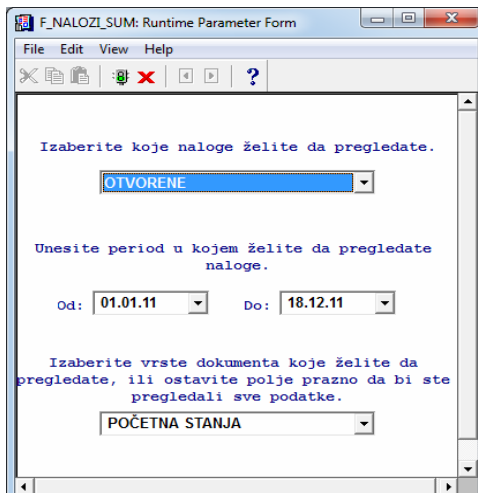 F_NALOZI_SUM: Runtime Parameter Form
File Edit View Help
Izaberite koje naloge želite da pregledate.
OTVORENE
Unesite period u kojem želite da pregledate
naloge.
Od: 01.01.11 Do: 18.12.11
Izaberite vrste dokumenta koje želite da
pregledate, ili ostavite polje prazno da bi ste
pregledali sve podatke.
POČETNA STANJA